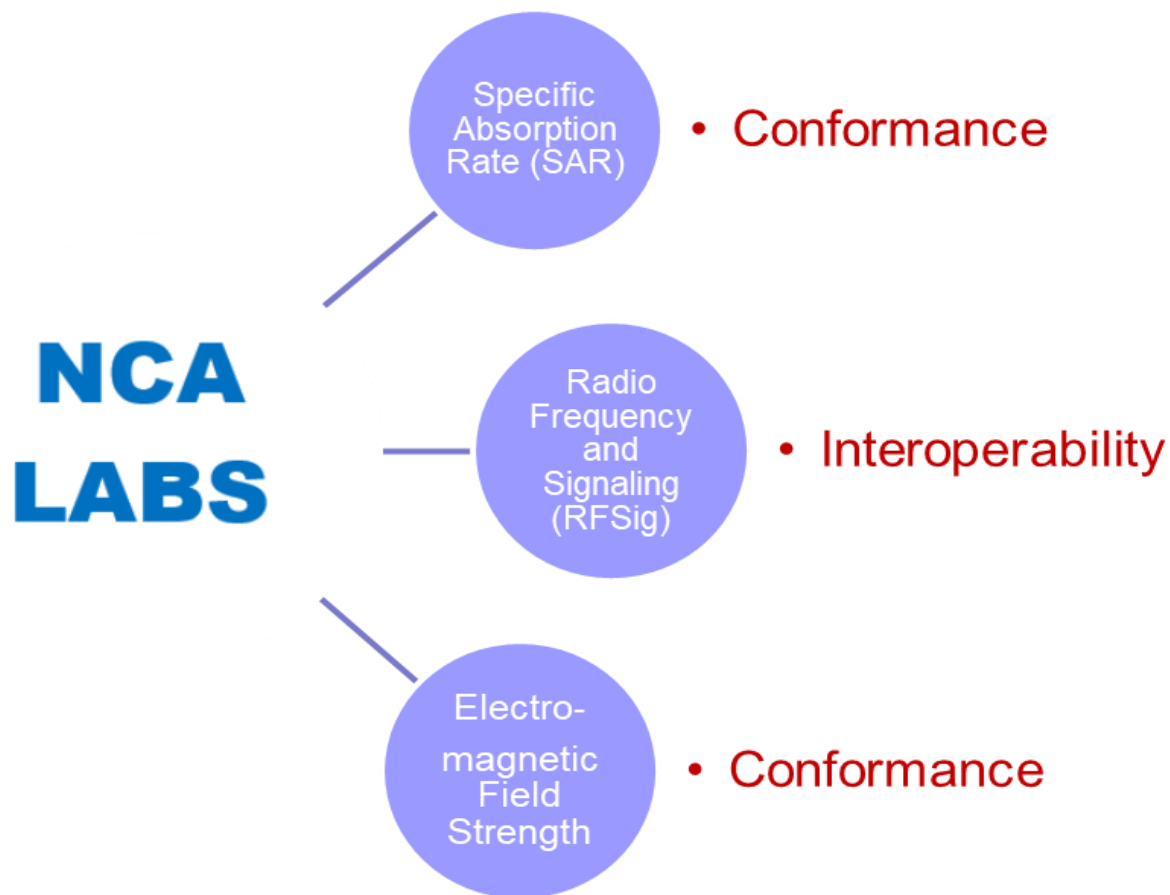 Specific
Absorption
Rate (SAR)
• Conformance
NCA
LABS
Radio
Frequency
and
Signaling
(RFSig)
• Interoperability
Electro-
magnetic
Field
Strength
• Conformance